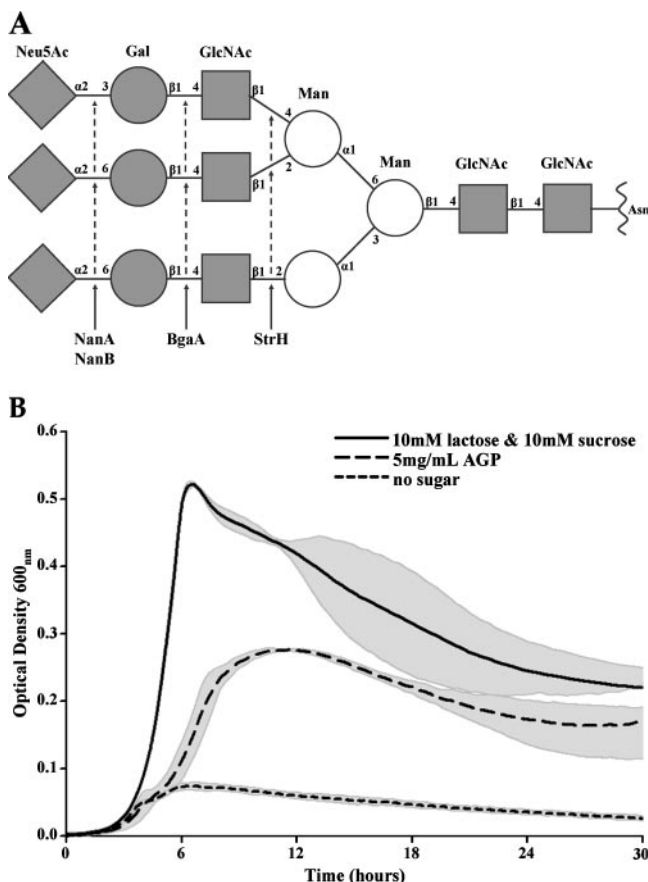 A
Neu5Ac Gal GlcNAc
Man
α2 3 β1 4 β1 4
α1
Man
α2 6 β1 4 β1 2
6
GlcNAc GlcNAc
β1 4 β1 4 Asn
3
α1
α2 6 β1 4 β1 2
NanA BgaA StrH
NanB
B
10mM lactose & 10mM sucrose
5mg/mL AGP
no sugar
Optical Density 600nm
0.6
0.5
0.4
0.3
0.2
0.1
0.0
0 6 12 18 24 30
Time (hours)